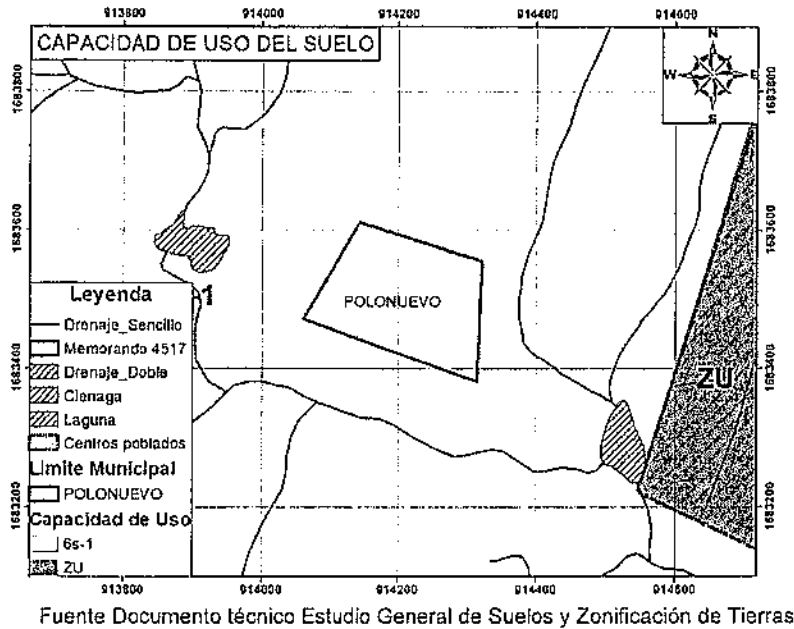 913800 914000 914200 914400 914600
CAPACIDAD DE USO DEL SUELO
N
W E
S
1683800 1683800
1683600 1683600
POLONUEVO
-1
1683400 1683400
ZU
1683200 1683200
Leyenda
Drenaje_Sencillo
Memorando 4517
Drenaje_Doble
Cienaga
Laguna
Centros poblados
Limite Municipal
POLONUEVO
Capacidad de Uso
6s-1
ZU
913800 914000 914200 914400 914600
Fuente Documento técnico Estudio General de Suelos y Zonificación de Tierras